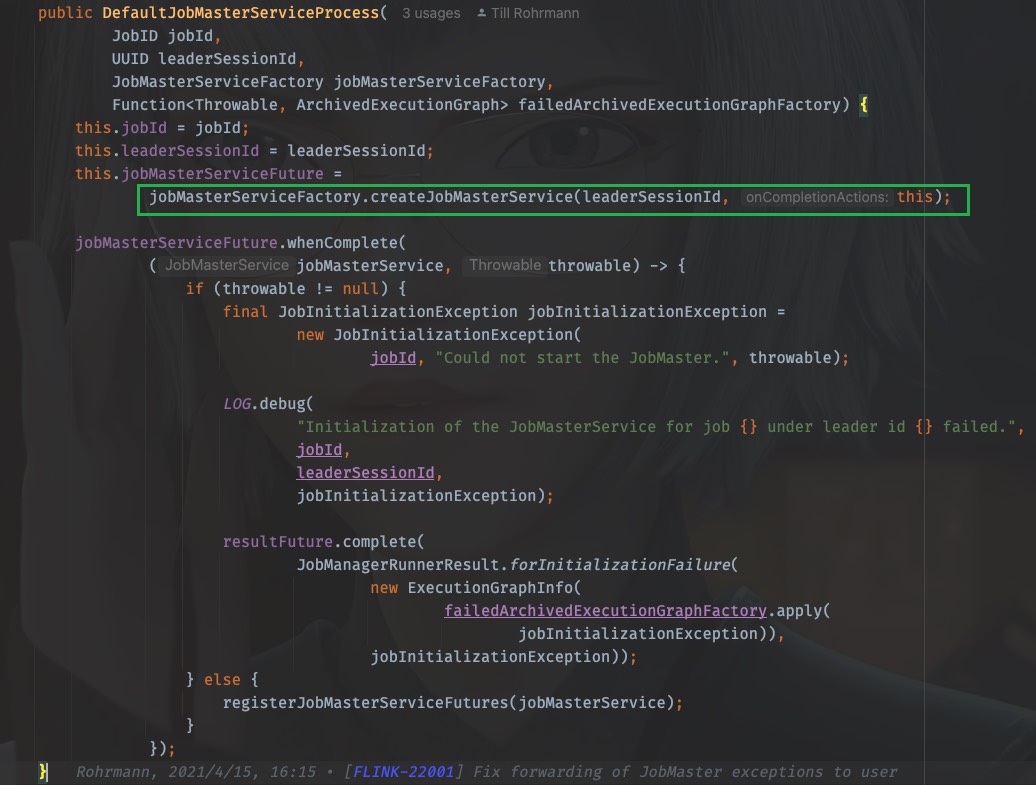 public DefaultJobMasterServiceProcess( 3 usages Till Rohrmann
JobID jobId,
UUID leaderSessionId,
JobMasterServiceFactory jobMasterServiceFactory,
Function<Throwable, ArchivedExecutionGraph> failedArchivedExecutionGraphFactory) {
this.jobId = jobId;
this.leaderSessionId = leaderSessionId;
this.jobMasterServiceFuture =
jobMasterServiceFactory.createJobMasterService(leaderSessionId, onCompletionActions: this);
jobMasterServiceFuture.whenComplete(
( JobMasterService jobMasterService, Throwable throwable) -> {
if (throwable != null) {
final JobInitializationException jobInitializationException =
new JobInitializationException(
jobId, "Could not start the JobMaster.", throwable);
LOG.debug(
"Initialization of the JobMasterService for job {} under leader id {} failed.",
jobId,
leaderSessionId,
jobInitializationException);
resultFuture.complete(
JobManagerRunnerResult.forInitializationFailure(
new ExecutionGraphInfo(
failedArchivedExecutionGraphFactory.apply(
jobInitializationException)),
jobInitializationException));
} else {
registerJobMasterServiceFutures(jobMasterService);
}
});
} Rohrmann, 2021/4/15, 16:15 • [FLINK-22001] Fix forwarding of JobMaster exceptions to user